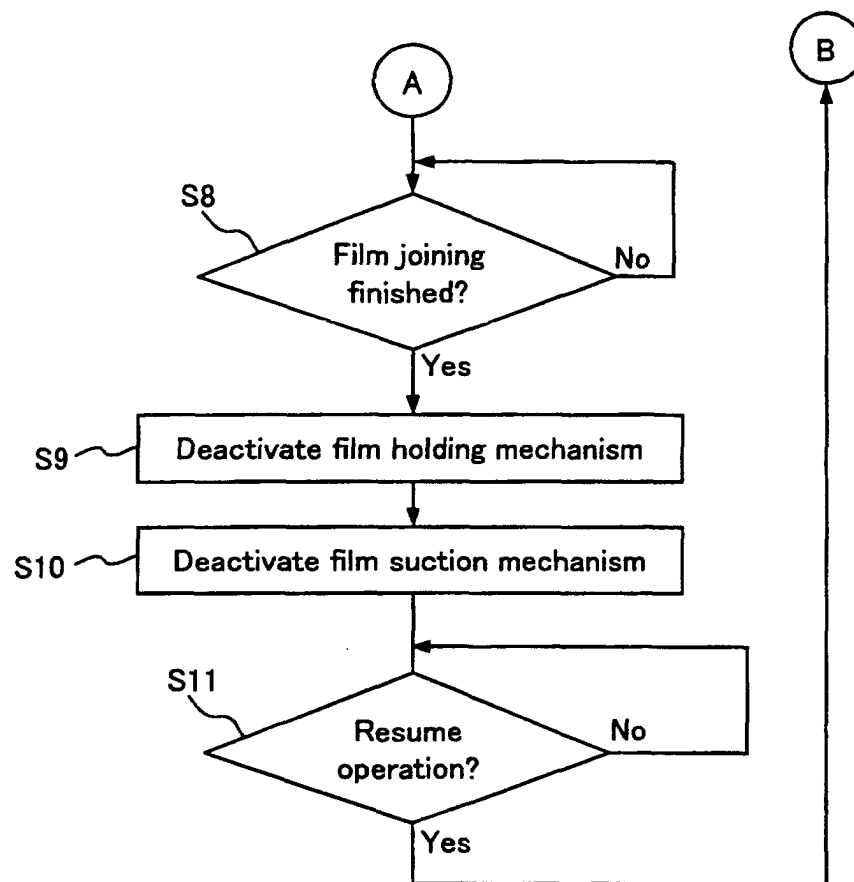 A
B
S8
Film joining
finished?
No
Yes
S9
Deactivate film holding mechanism
S10
Deactivate film suction mechanism
S11
Resume
operation?
No
Yes